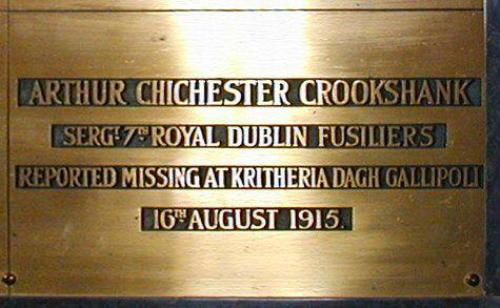 ARTHUR CHICHESTER CROOKSHANK
SERGT 7TH ROYAL DUBLIN FUSILIERS
REPORTED MISSING AT KRITHERIA DAGH GALLIPOLI
16TH AUGUST 1915.